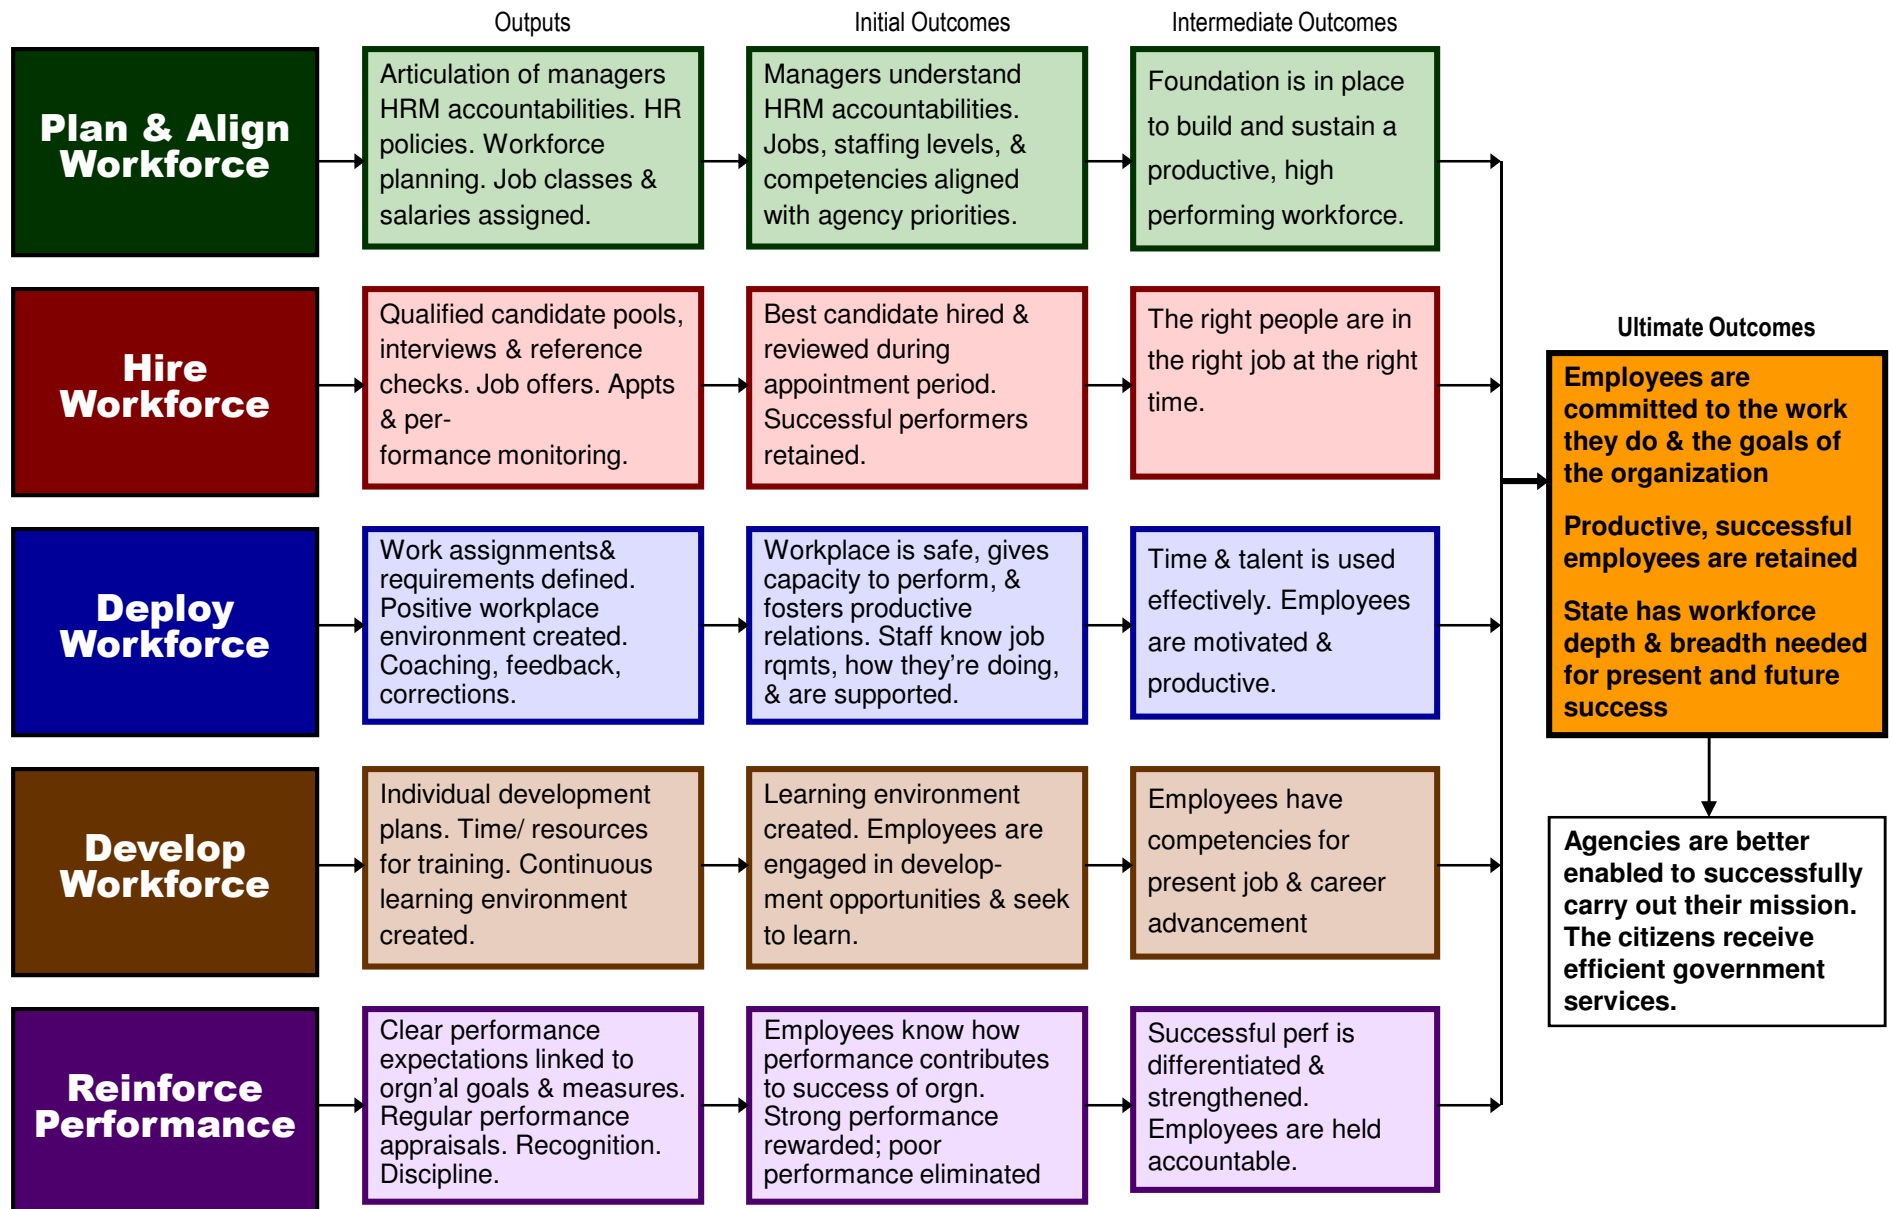 Outputs
Initial Outcomes
Intermediate Outcomes
Plan & Align
Workforce
Articulation of managers
HRM accountabilities. HR
policies. Workforce
planning. Job classes &
salaries assigned.
Managers understand
HRM accountabilities.
Jobs, staffing levels, &
competencies aligned
with agency priorities.
Foundation is in place
to build and sustain a
productive, high
performing workforce.
Hire
Workforce
Qualified candidate pools,
interviews & reference
checks. Job offers. Appts
& per-
formance monitoring.
Best candidate hired &
reviewed during
appointment period.
Successful performers
retained.
The right people are in
the right job at the right
time.
Deploy
Workforce
Work assignments&
requirements defined.
Positive workplace
environment created.
Coaching, feedback,
corrections.
Workplace is safe, gives
capacity to perform, &
fosters productive
relations. Staff know job
rqmts, how they’re doing,
& are supported.
Time & talent is used
effectively. Employees
are motivated &
productive.
Develop
Workforce
Individual development
plans. Time/ resources
for training. Continuous
learning environment
created.
Learning environment
created. Employees are
engaged in develop-
ment opportunities & seek
to learn.
Employees have
competencies for
present job & career
advancement
Reinforce
Performance
Clear performance
expectations linked to
orgn’al goals & measures.
Regular performance
appraisals. Recognition.
Discipline.
Employees know how
performance contributes
to success of orgn.
Strong performance
rewarded; poor
performance eliminated
Successful perf is
differentiated &
strengthened.
Employees are held
accountable.
Ultimate Outcomes
Employees are
committed to the work
they do & the goals of
the organization
Productive, successful
employees are retained
State has workforce
depth & breadth needed
for present and future
success
Agencies are better
enabled to successfully
carry out their mission.
The citizens receive
efficient government
services.